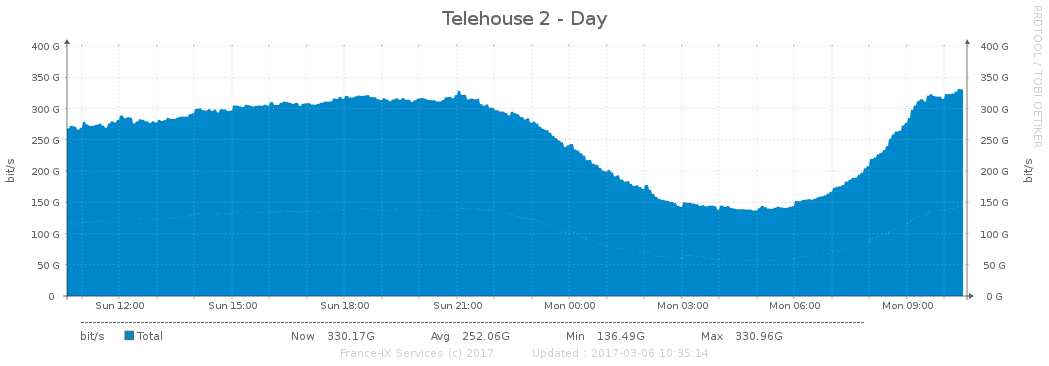 Telehouse 2 - Day
RRDTOOL / TOBI OETIKER
bit/s
400 G
350 G
300 G
250 G
200 G
150 G
100 G
50 G
0
400 G
350 G
300 G
250 G
200 G
150 G
100 G
50 G
0 G
bit/s
Sun 12:00 Sun 15:00 Sun 18:00 Sun 21:00 Mon 00:00 Mon 03:00 Mon 06:00 Mon 09:00
bit/s Total Now 330.17G Avg 252.06G Min 136.49G Max 330.96G
France-IX Services (c) 2017 Updated : 2017-03-06 10:35:14